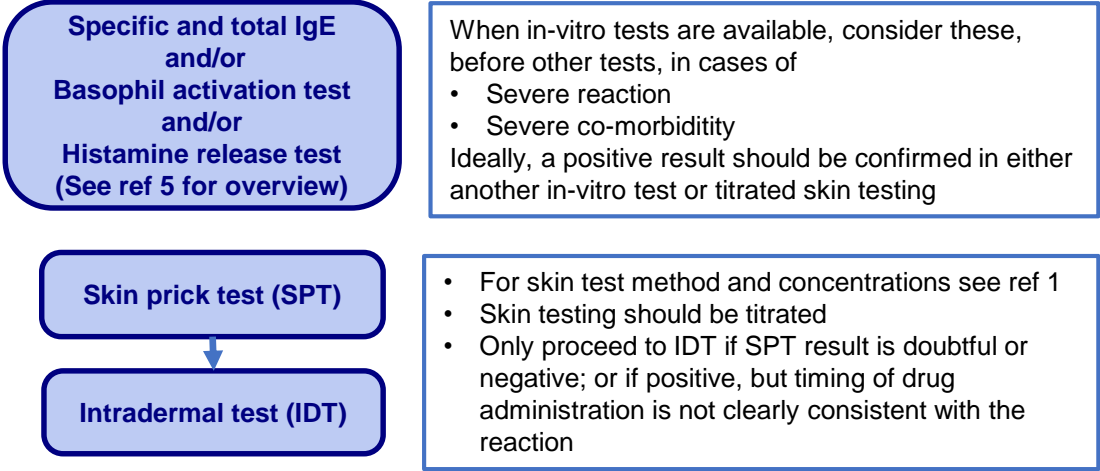 Specific and total IgE
and/or
Basophil activation test
and/or
Histamine release test
(See ref 5 for overview)
When in-vitro tests are available, consider these,
before other tests, in cases of
• Severe reaction
• Severe co-morbiditity
Ideally, a positive result should be confirmed in either
another in-vitro test or titrated skin testing
Skin prick test (SPT)
Intradermal test (IDT)
• For skin test method and concentrations see ref 1
• Skin testing should be titrated
• Only proceed to IDT if SPT result is doubtful or
negative; or if positive, but timing of drug
administration is not clearly consistent with the
reaction